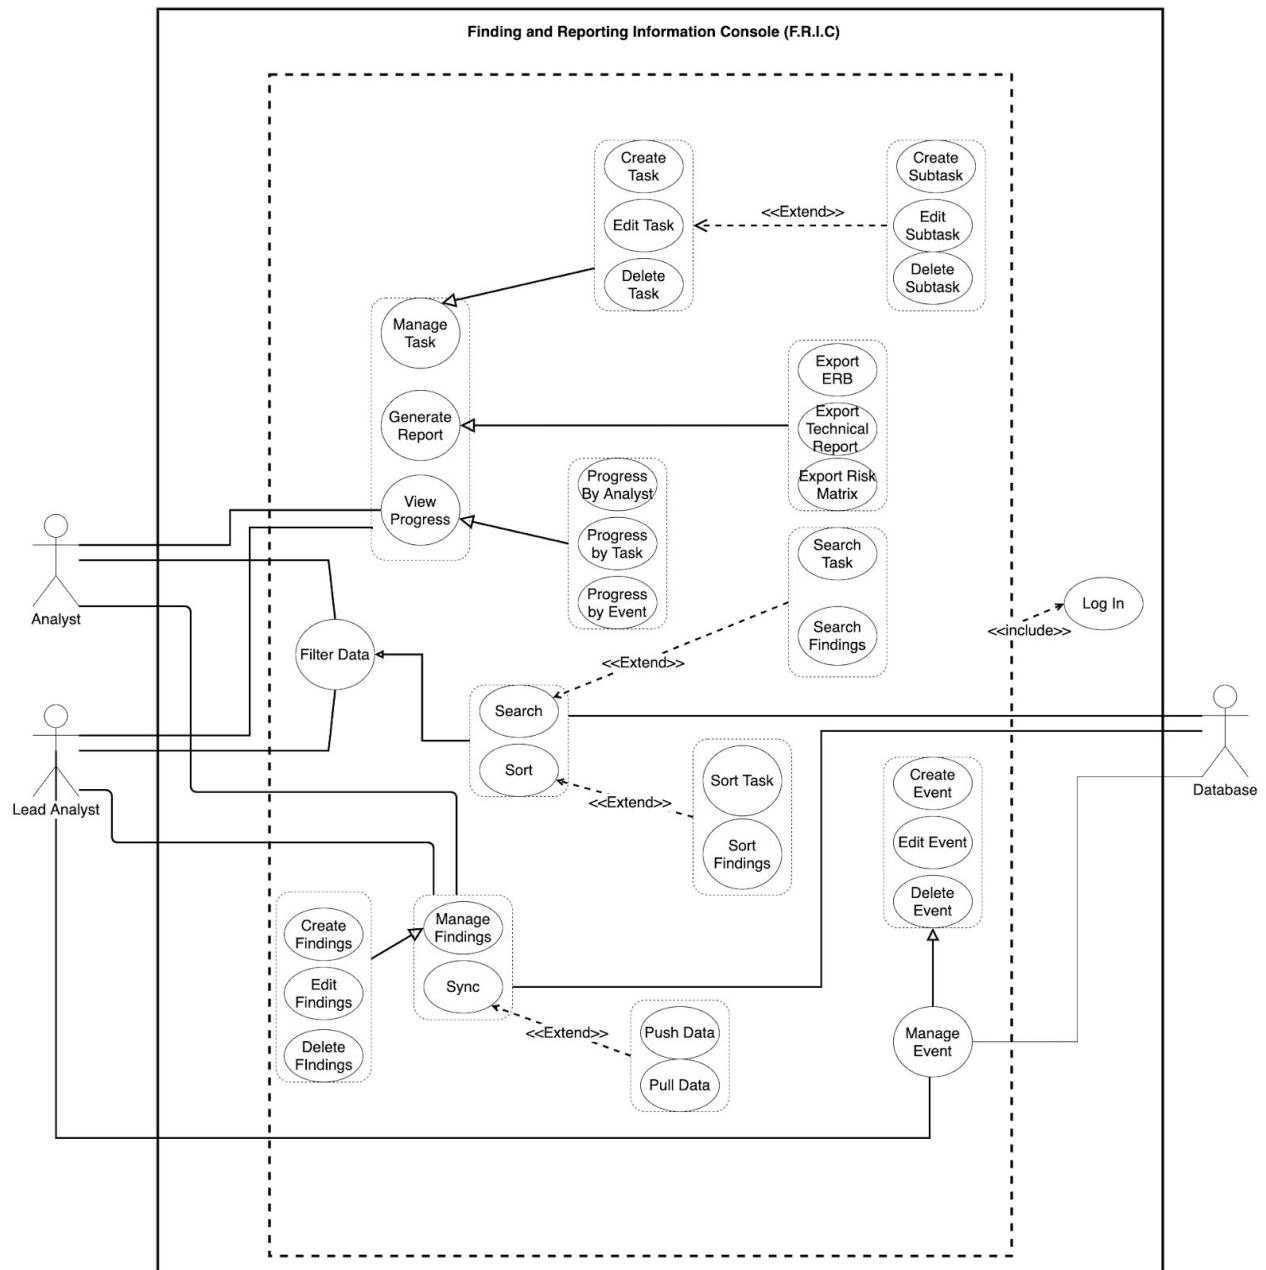 Finding and Reporting Information Console (F.R.I.C)
Create
Task
Edit Task
Delete
Task
<<Extend>>
Create
Subtask
Edit
Subtask
Delete
Subtask
Manage
Task
Generate
Report
View
Progress
Export
ERB
Export
Technical
Report
Export Risk
Matrix
Progress
By Analyst
Progress
by Task
Progress
by Event
Search
Task
Search
Findings
Analyst
Filter Data
<<Extend>>
Log In
<<include>>
Search
Sort
<<Extend>>
Sort Task
Sort
Findings
Lead Analyst
Database
Create
Event
Edit Event
Delete
Event
Create
Findings
Edit
Findings
Delete
FIndings
Manage
Findings
Sync
<<Extend>>
Push Data
Pull Data
Manage
Event